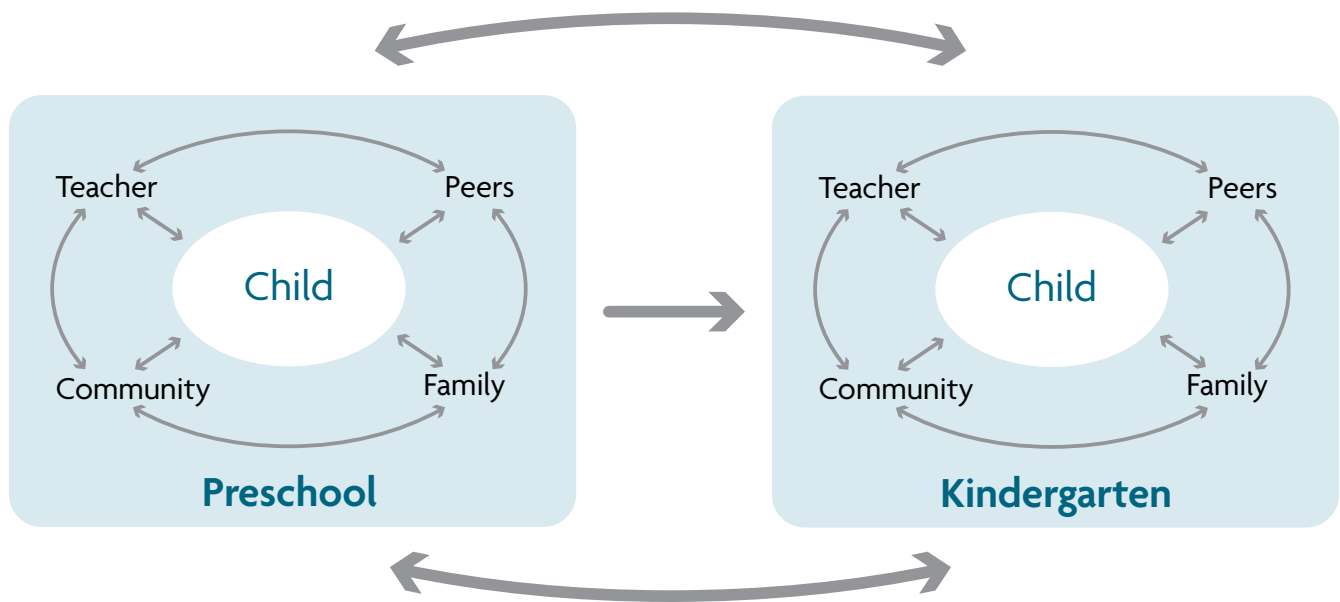 Teacher
Peers
Child
Community
Family
Preschool
Teacher
Peers
Child
Community
Family
Kindergarten